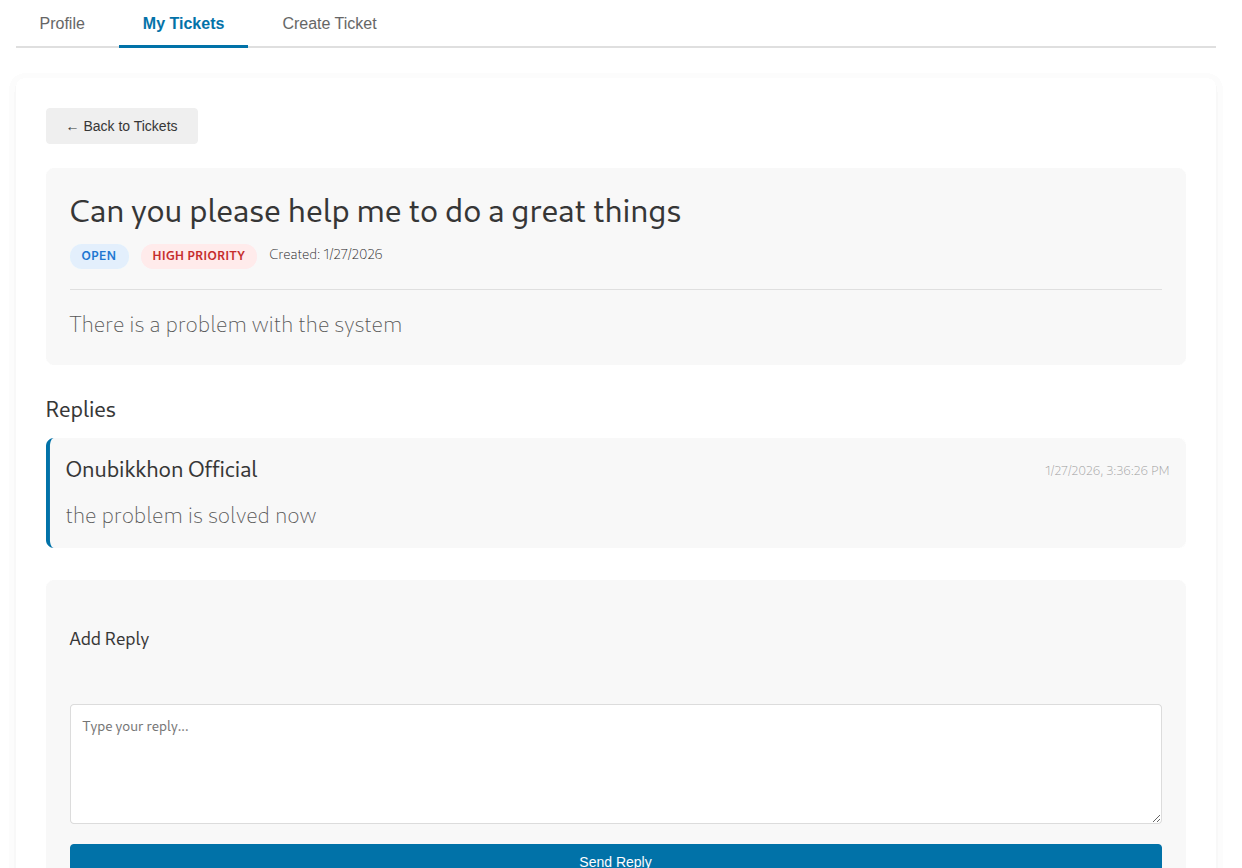 Profile My Tickets Create Ticket
← Back to Tickets
Can you please help me to do a great things
OPEN HIGH PRIORITY Created: 1/27/2026
There is a problem with the system
Replies
Onubikkhon Official 1/27/2026, 3:36:26 PM
the problem is solved now
Add Reply
Type your reply...
Send Reply